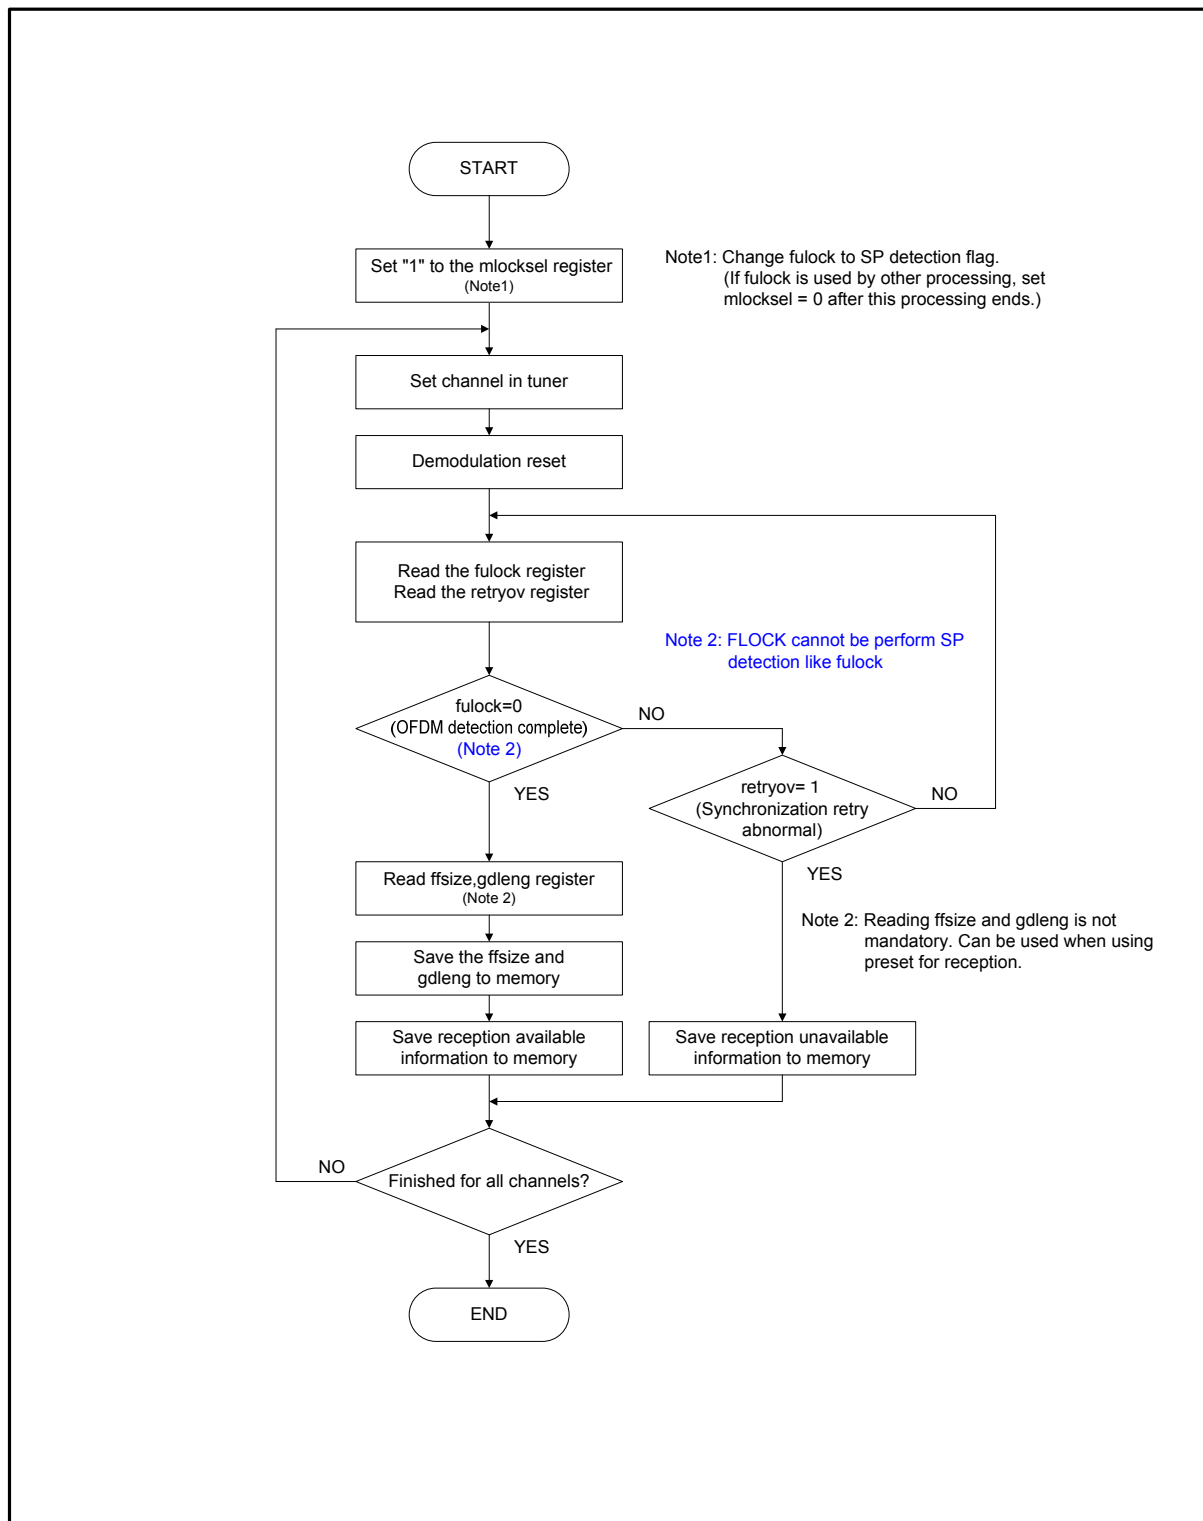 START
Set "1" to the mlocksel register
(Note1)
Note1: Change fulock to SP detection flag.
(If fulock is used by other processing, set
mlocksel = 0 after this processing ends.)
Set channel in tuner
Demodulation reset
Read the fulock register
Read the retryov register
Note 2: FLOCK cannot be perform SP
detection like fulock
fulock=0
(OFDM detection complete)
(Note 2)
NO
YES
retryov= 1
(Synchronization retry
abnormal)
NO
YES
Read ffsize,gdleng register
(Note 2)
Note 2: Reading ffsize and gdleng is not
mandatory. Can be used when using
preset for reception.
Save the ffsize and
gdleng to memory
Save reception available
information to memory
Save reception unavailable
information to memory
NO
Finished for all channels?
YES
END